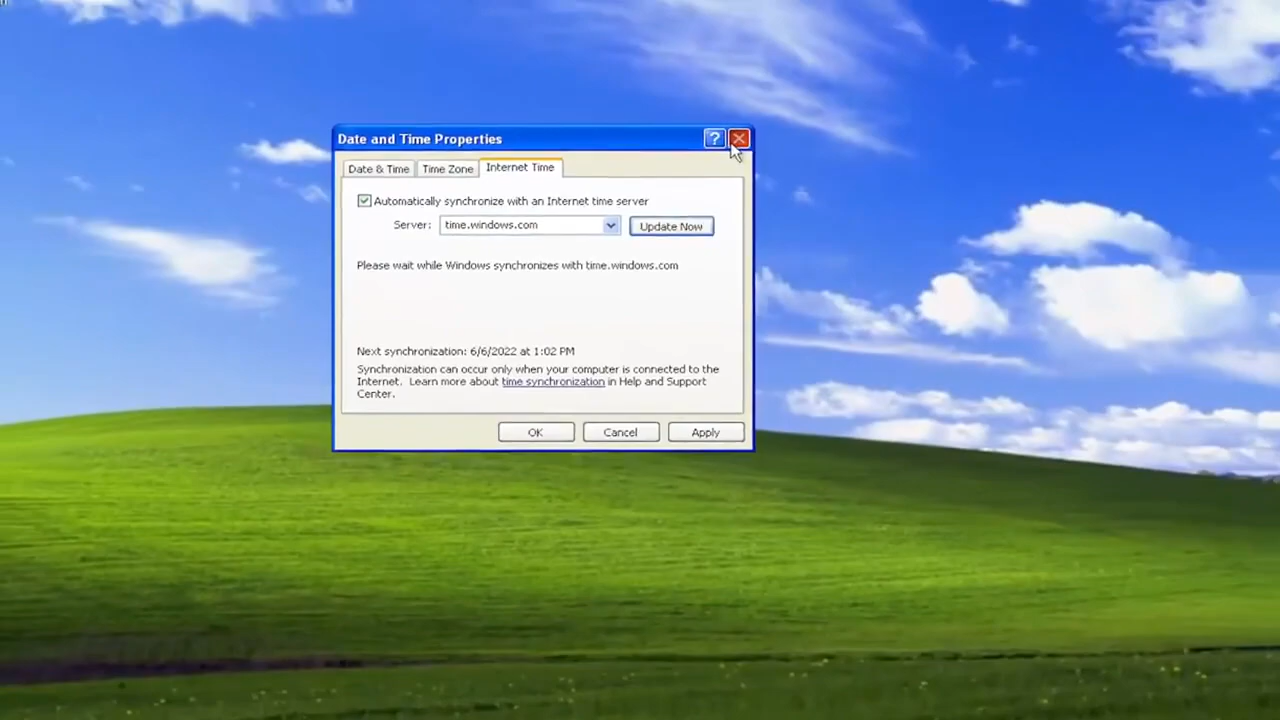 Date and Time Properties
Date & Time Time Zone Internet Time
Automatically synchronize with an Internet time server
Server: time.windows.com Update Now
Please wait while Windows synchronizes with time.windows.com
Next synchronization: 6/6/2022 at 1:02 PM
Synchronization can occur only when your computer is connected to the
Internet. Learn more about time synchronization in Help and Support
Center.
OK Cancel Apply